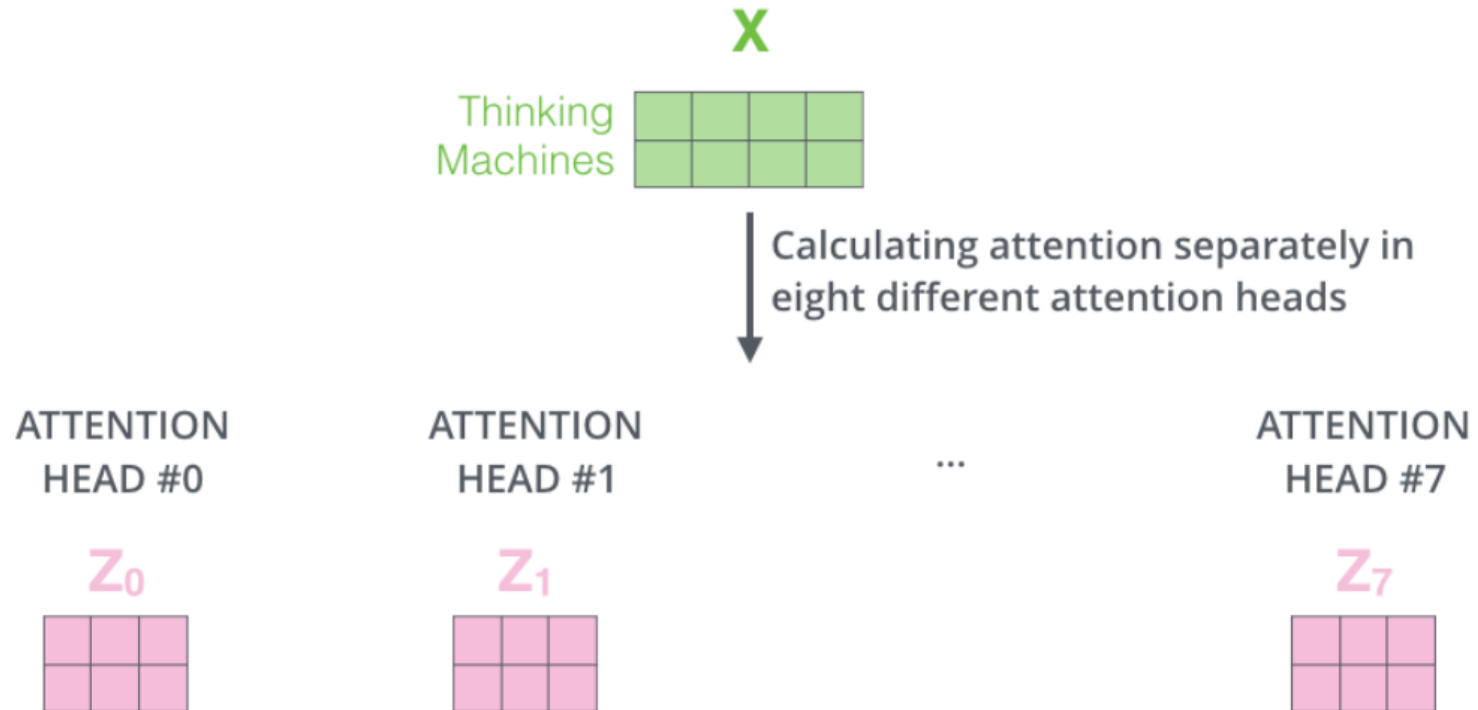 X
Thinking
Machines
Calculating attention separately in
eight different attention heads
ATTENTION
HEAD #0
ATTENTION
HEAD #1
...
ATTENTION
HEAD #7
Z0
Z1
Z7